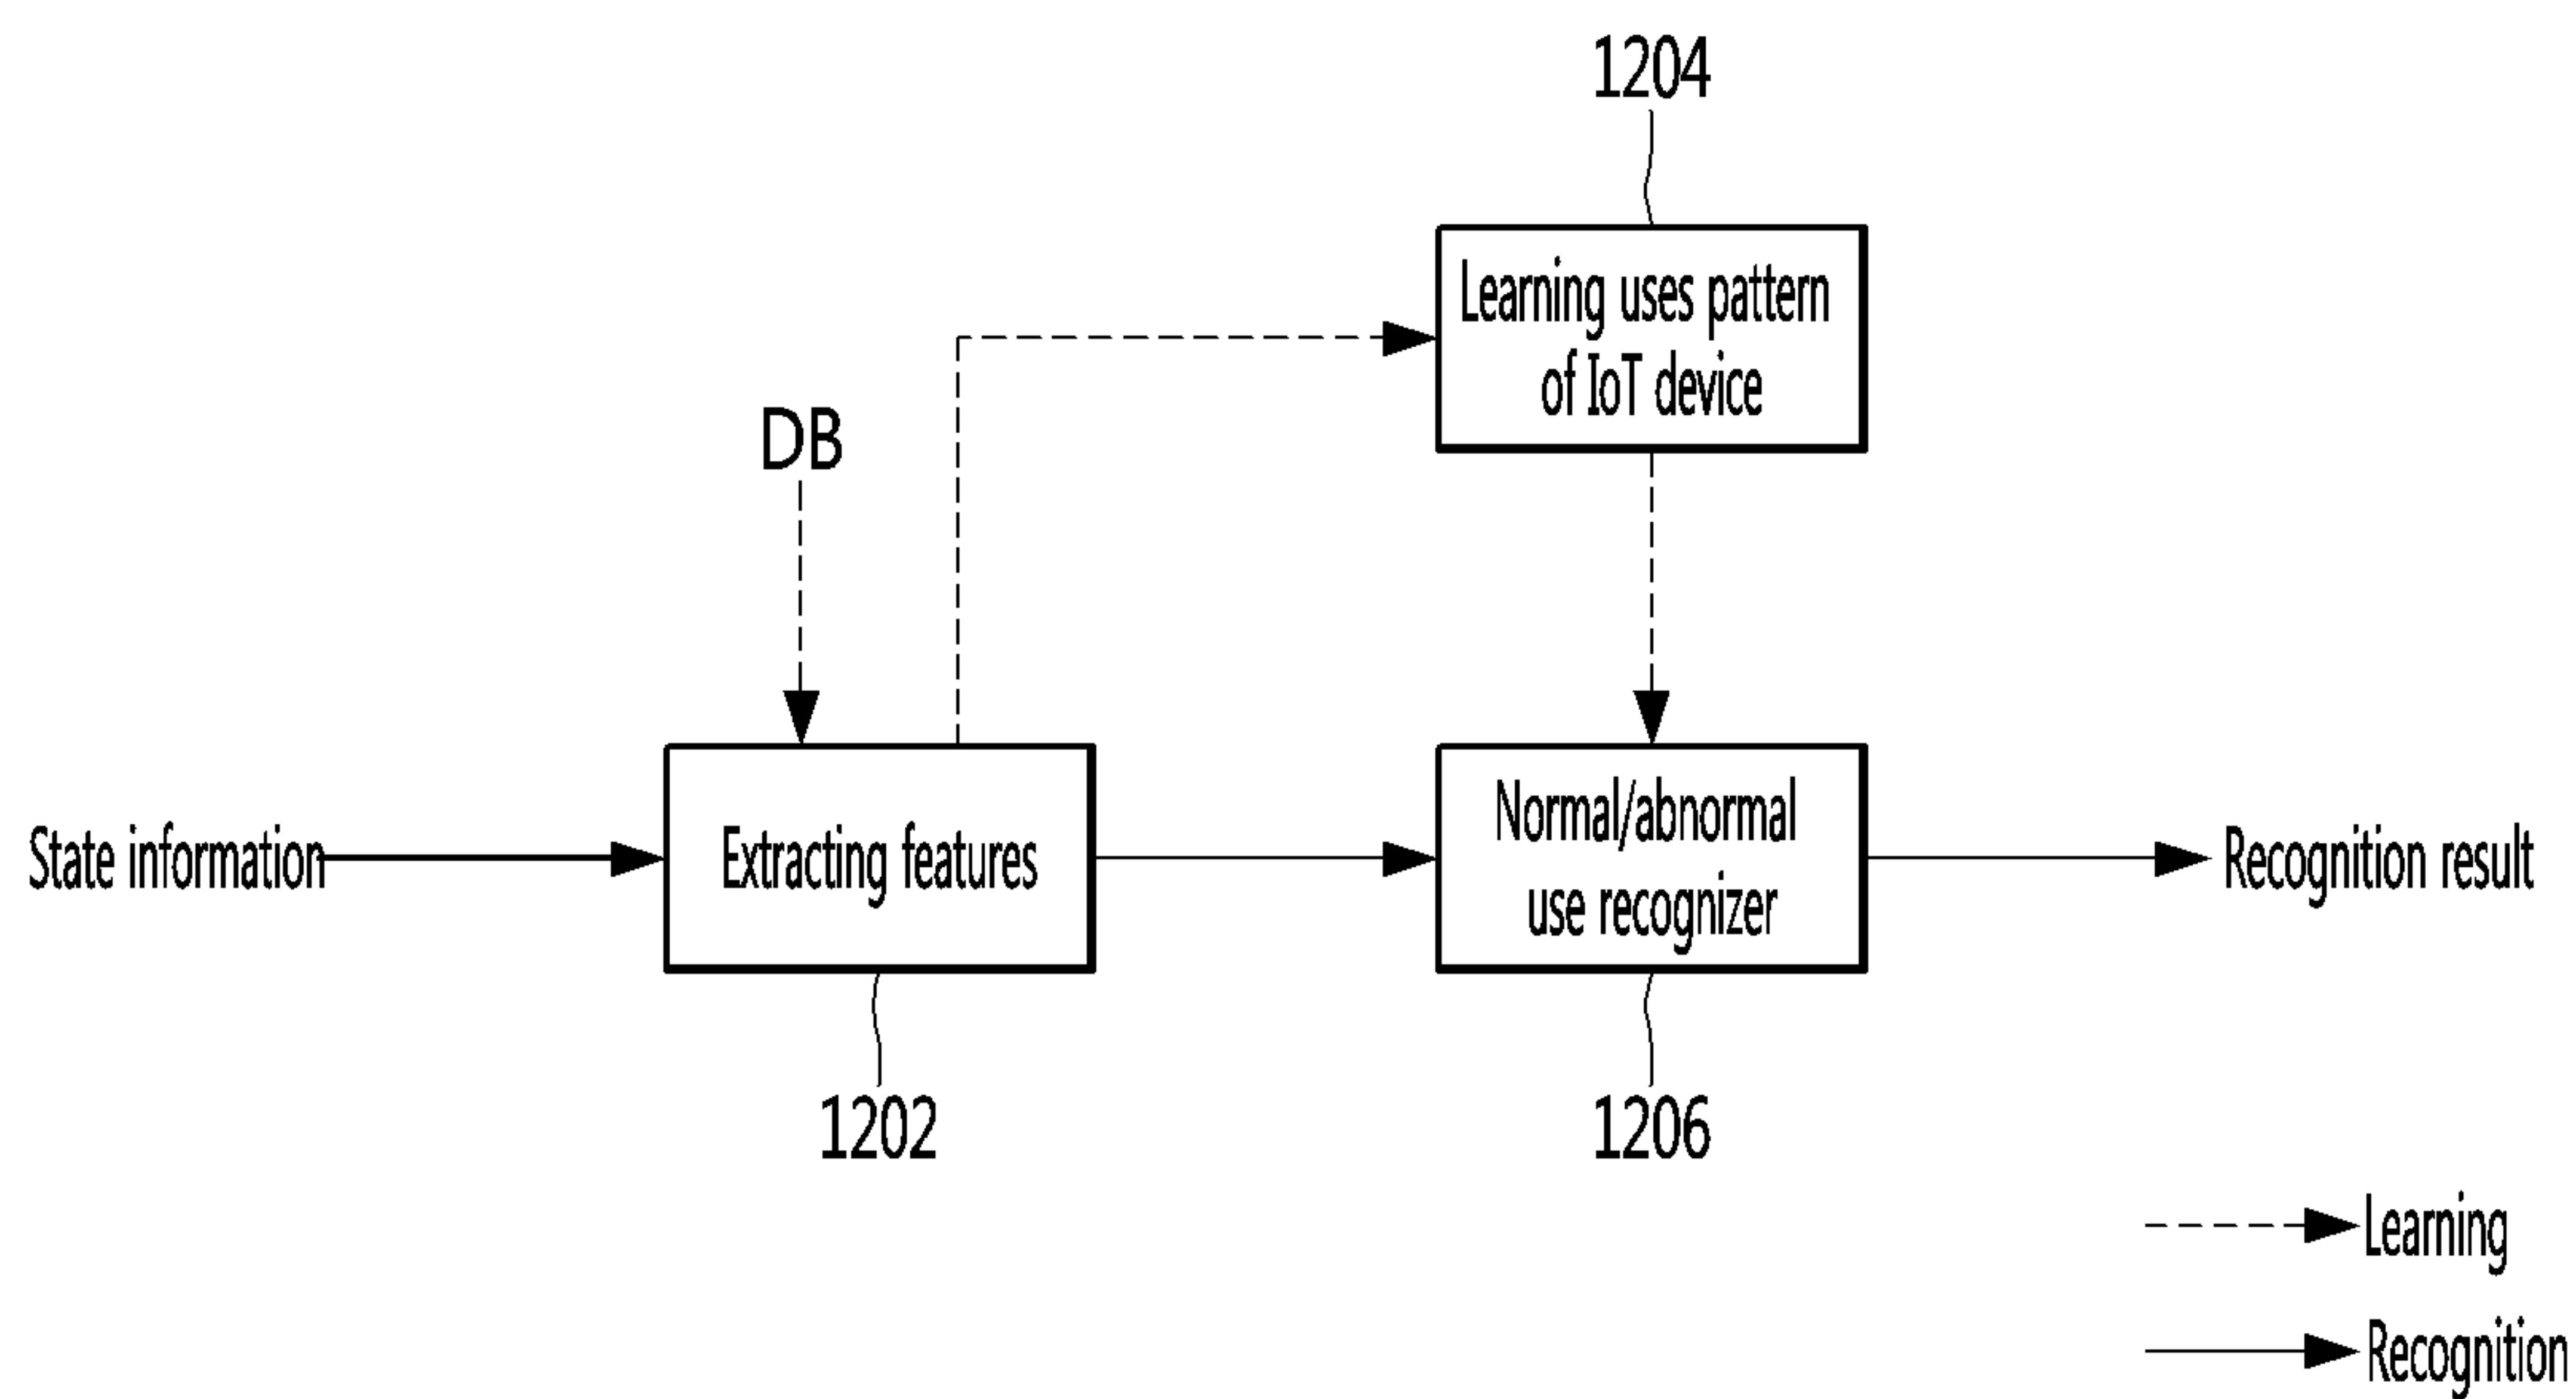 1204
Learning uses pattern
of IoT device
DB
State information
Extracting features
Normal/abnormal
use recognizer
Recognition result
1202
1206
Learning
Recognition